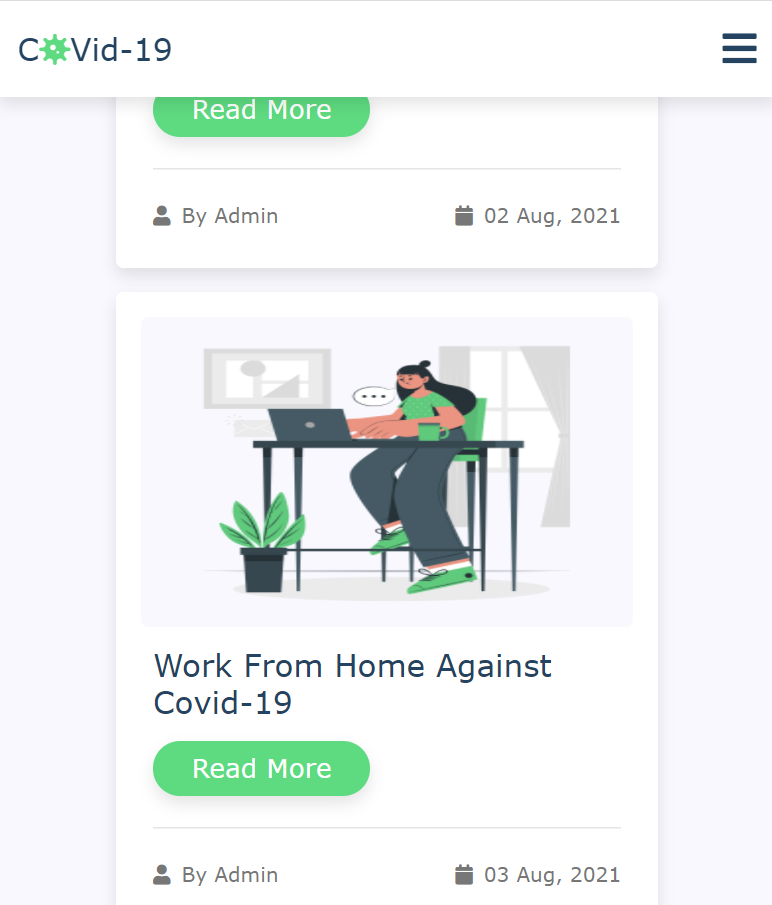 CVid-19
Read More
By Admin
02 Aug, 2021
Work From Home Against
Covid-19
Read More
By Admin
03 Aug, 2021